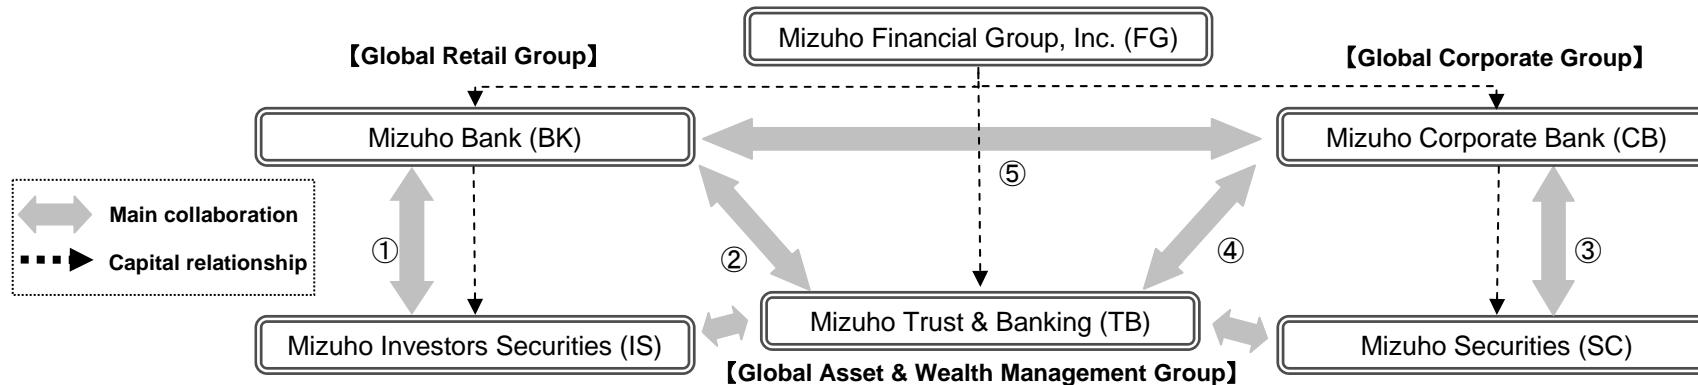 Mizuho Financial Group, Inc. (FG)
【Global Retail Group】
【Global Corporate Group】
Mizuho Bank (BK)
Mizuho Corporate Bank (CB)
⑤
Main collaboration
Capital relationship
①
②
④
③
Mizuho Investors Securities (IS)
Mizuho Trust & Banking (TB)
Mizuho Securities (SC)
【Global Asset & Wealth Management Group】